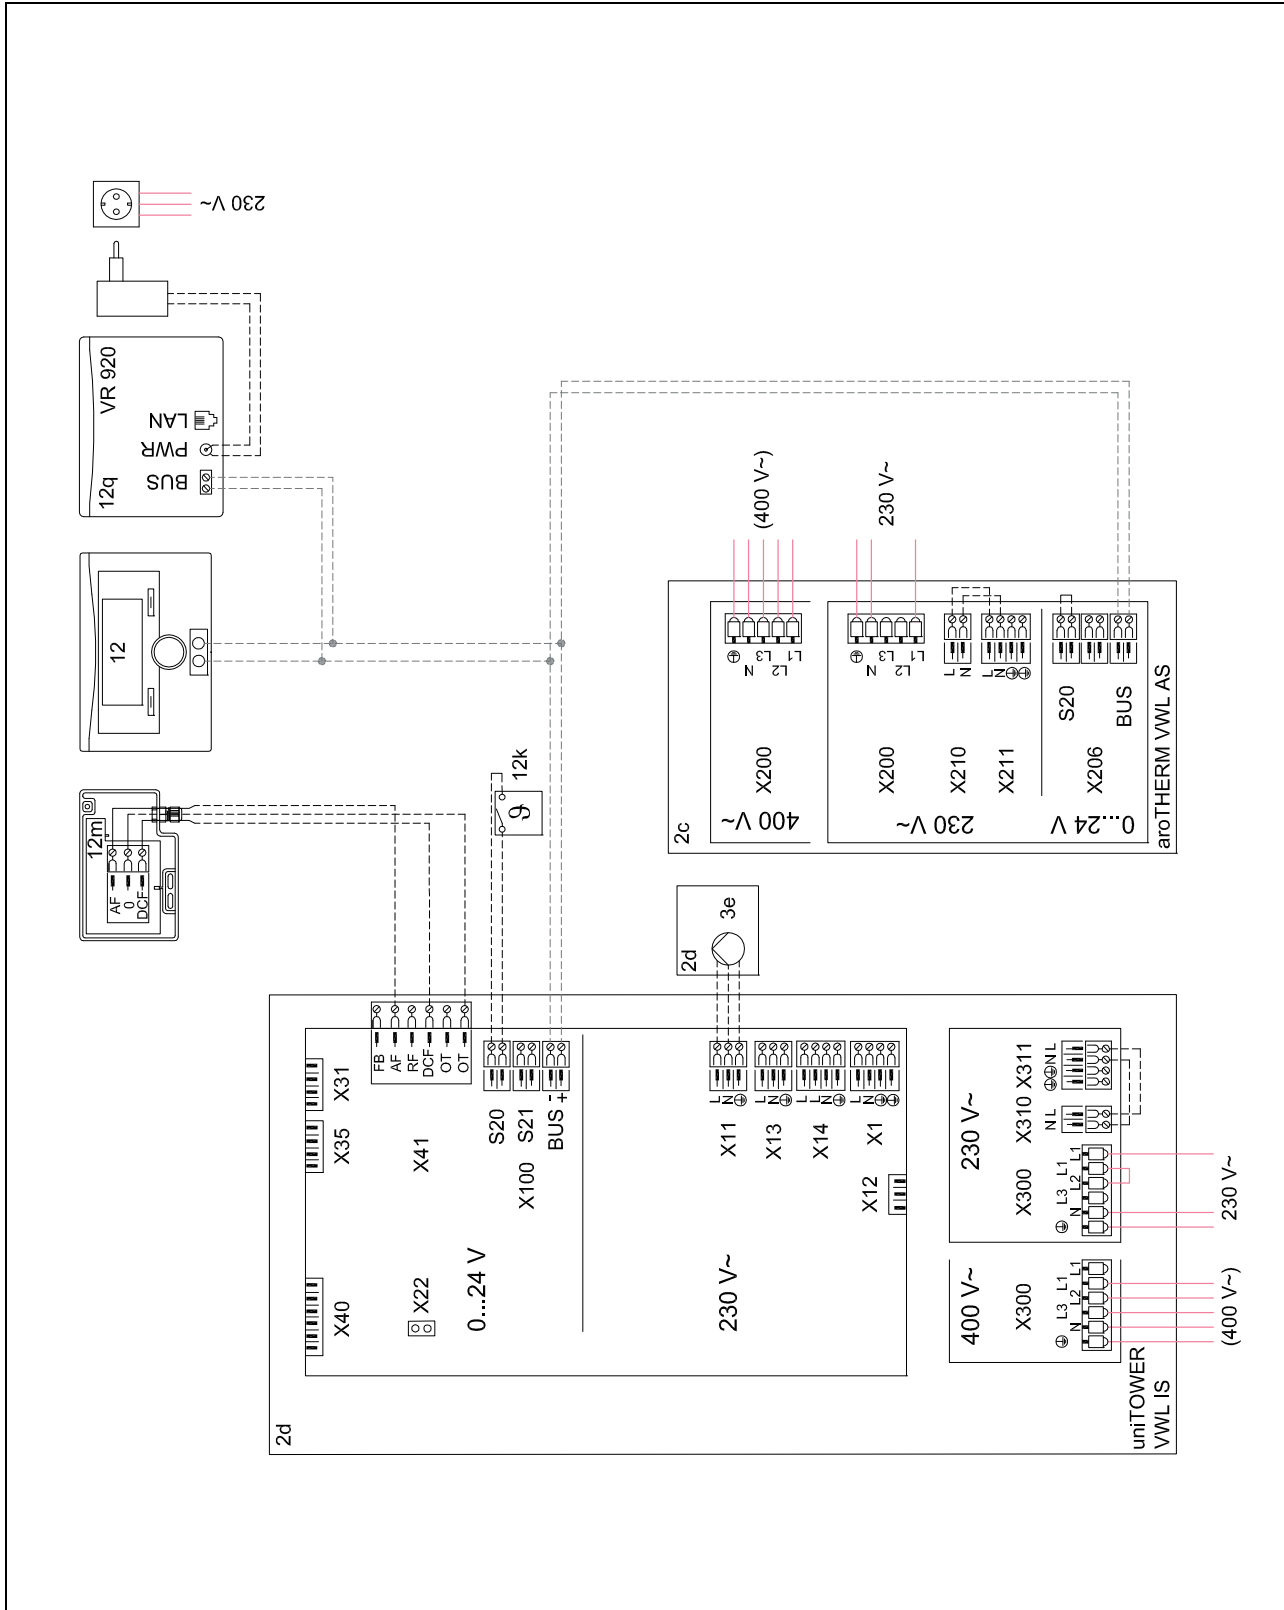 230 V~
VR 920
LAN
PWR
BUS
12q
12
12m
AF
0
DCF
12k
ϑ
(400 V~)
230 V~
N
L3
L2
L1
N
L3
L2
L1
L
N
L
N
S20
BUS
X200
X200
X210
X211
X206
2c
400 V~
230 V~
0...24 V
aroTHERM VWL AS
2d
3e
FB
AF
RF
DCF
OT
OT
X31
X35
X41
X40
X22
S20
S21
BUS - +
X100
0...24 V
L
N
L
N
L
L
N
L
N
X11
X13
X14
X1
X12
230 V~
230 V~
X311
N L
X310
N L
X300
L1
L1
L2
L3
N
230 V~
400 V~
X300
L1
L1
L2
L3
N
(400 V~)
2d
uniTOWER
VWL IS